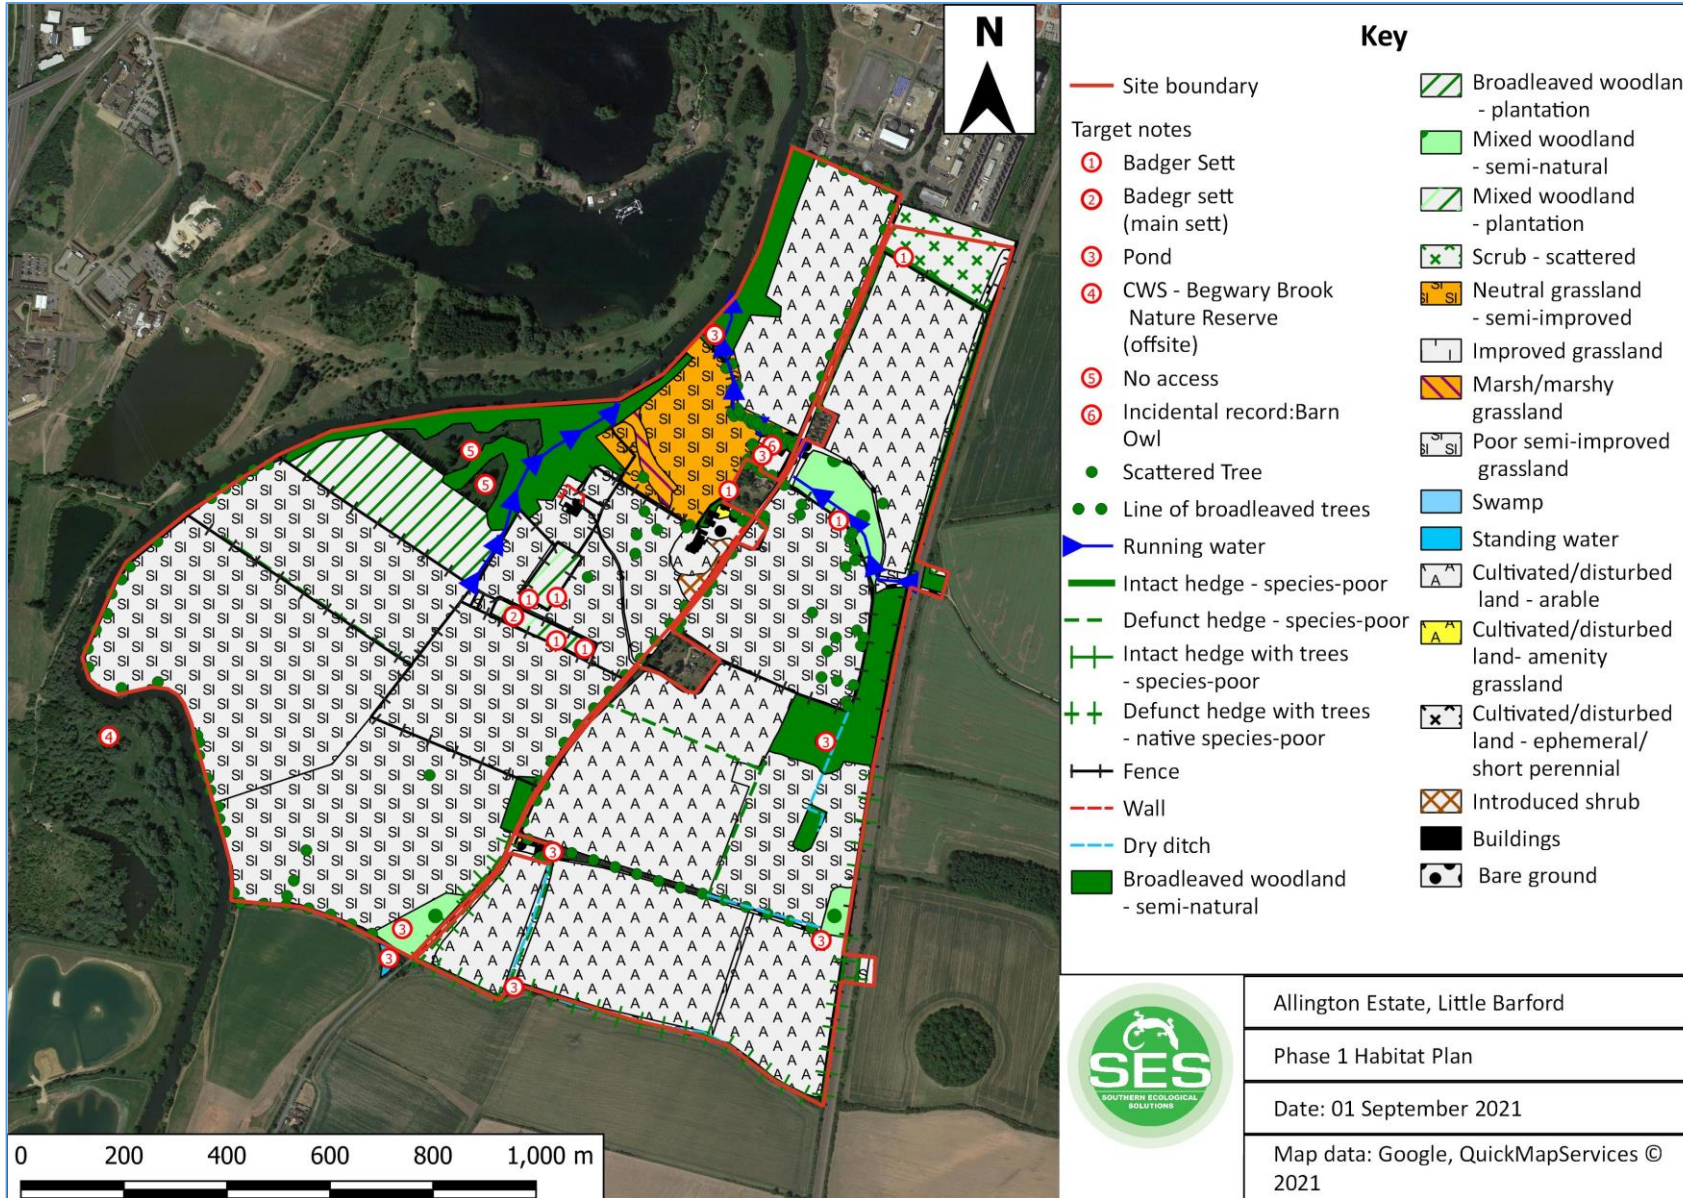 N
Key
Site boundary
Target notes
1 Badger Sett
2 Badegr sett
(main sett)
3 Pond
4 CWS - Begwary Brook
Nature Reserve
(offsite)
5 No access
6 Incidental record:Barn
Owl
Scattered Tree
Line of broadleaved trees
Running water
Intact hedge - species-poor
Defunct hedge - species-poor
Intact hedge with trees
- species-poor
Defunct hedge with trees
- native species-poor
Fence
Wall
Dry ditch
Broadleaved woodland
- semi-natural
Broadleaved woodlan
- plantation
Mixed woodland
- semi-natural
Mixed woodland
- plantation
Scrub - scattered
Neutral grassland
- semi-improved
Improved grassland
Marsh/marshy
grassland
Poor semi-improved
grassland
Swamp
Standing water
Cultivated/disturbed
land - arable
Cultivated/disturbed
land- amenity
grassland
Cultivated/disturbed
land - ephemeral/
short perennial
Introduced shrub
Buildings
Bare ground
SES
SOUTHERN ECOLOGICAL
SOLUTIONS
Allington Estate, Little Barford
Phase 1 Habitat Plan
Date: 01 September 2021
Map data: Google, QuickMapServices ©
2021
0 200 400 600 800 1,000 m